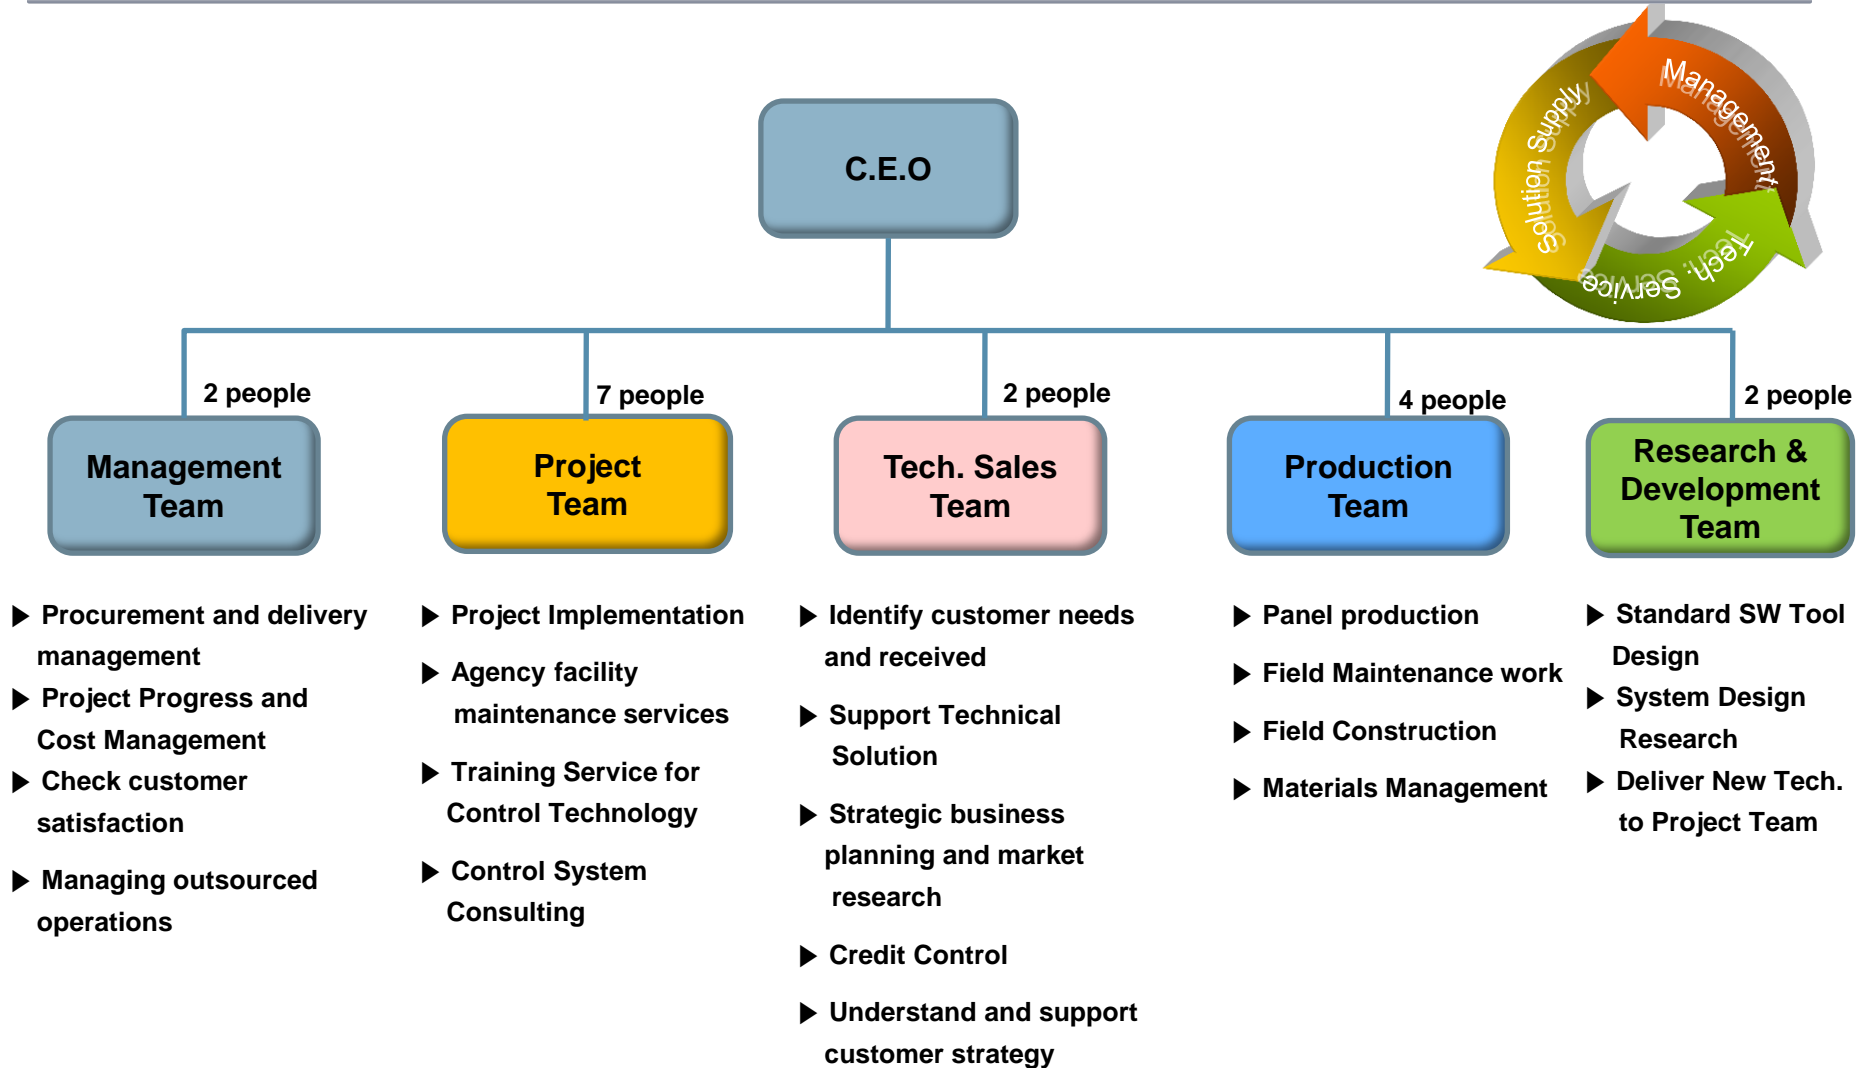 Management
Solution Supply
Tech. Service
C.E.O
2 people
7 people
2 people
4 people
2 people
Management
Team
Project
Team
Tech. Sales
Team
Production
Team
Research &
Development
Team
▶ Procurement and delivery
management
▶ Project Progress and
Cost Management
▶ Check customer
satisfaction
▶ Managing outsourced
operations
▶ Project Implementation
▶ Agency facility
maintenance services
▶ Training Service for
Control Technology
▶ Control System
Consulting
▶ Identify customer needs
and received
▶ Support Technical
Solution
▶ Strategic business
planning and market
research
▶ Credit Control
▶ Understand and support
customer strategy
▶ Panel production
▶ Field Maintenance work
▶ Field Construction
▶ Materials Management
▶ Standard SW Tool
Design
▶ System Design
Research
▶ Deliver New Tech.
to Project Team